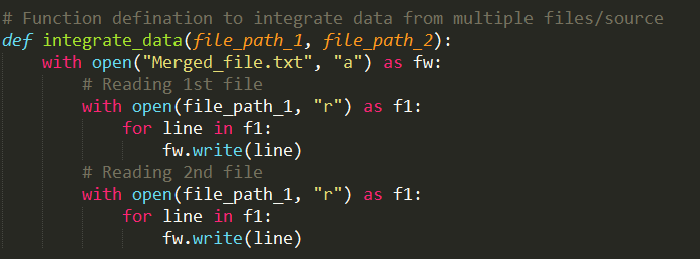 # Function defination to integrate data from multiple files/source
def integrate_data(file_path_1, file_path_2):
    with open("Merged_file.txt", "a") as fw:
        # Reading 1st file
        with open(file_path_1, "r") as f1:
            for line in f1:
                fw.write(line)
        # Reading 2nd file
        with open(file_path_1, "r") as f1:
            for line in f1:
                fw.write(line)